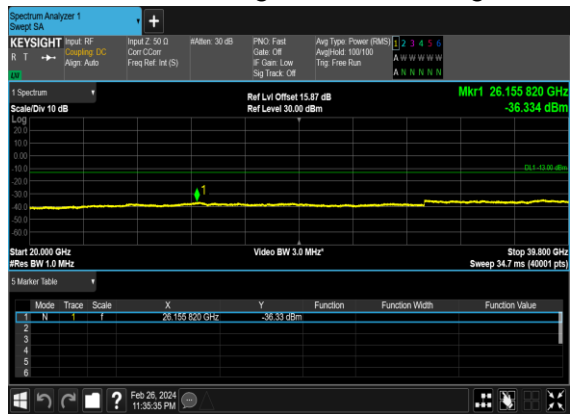 Spectrum Analyzer 1
Swept SA
KEYSIGHT Input: RF Input Z: 50 Ω #Atten: 30 dB PNO: Fast Avg Type: Power (RMS) 1 2 3 4 5 6
R T Coupling: DC Corr CCorr Gate: Off Avg|Hold: 100/100 A W W W W W
Align: Auto Freq Ref: Int (S) IF Gain: Low Trig: Free Run
Sig Track: Off A N N N N N
1 Spectrum Ref Lvl Offset 15.87 dB Mkr1 26.155 820 GHz
Scale/Div 10 dB Ref Level 30.00 dBm -36.334 dBm
Log
20.0
10.0
0.00
-10.0 DL1 -13.00 dBm
-20.0
-30.0 1
-40.0
-50.0
-60.0
Start 20.000 GHz Video BW 3.0 MHz* Stop 39.800 GHz
#Res BW 1.0 MHz Sweep 34.7 ms (40001 pts)
5 Marker Table
Mode Trace Scale X Y Function Function Width Function Value
1 N 1 f 26.155 820 GHz -36.33 dBm
2
3
4
5
6
? Feb 26, 2024
11:35:35 PM